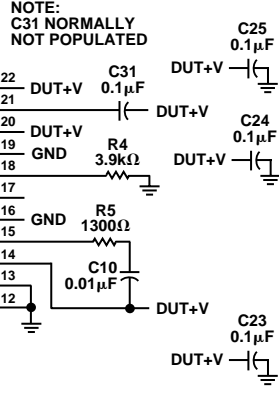 NOTE:
C31 NORMALLY
NOT POPULATED
C25
0.1µF
DUT+V
22
DUT+V
C31
0.1µF
21
DUT+V
20
DUT+V
C24
0.1µF
DUT+V
19
GND
R4
3.9kΩ
18
17
16
GND
R5
1300Ω
15
14
C10
0.01µF
13
12
DUT+V
C23
0.1µF
DUT+V